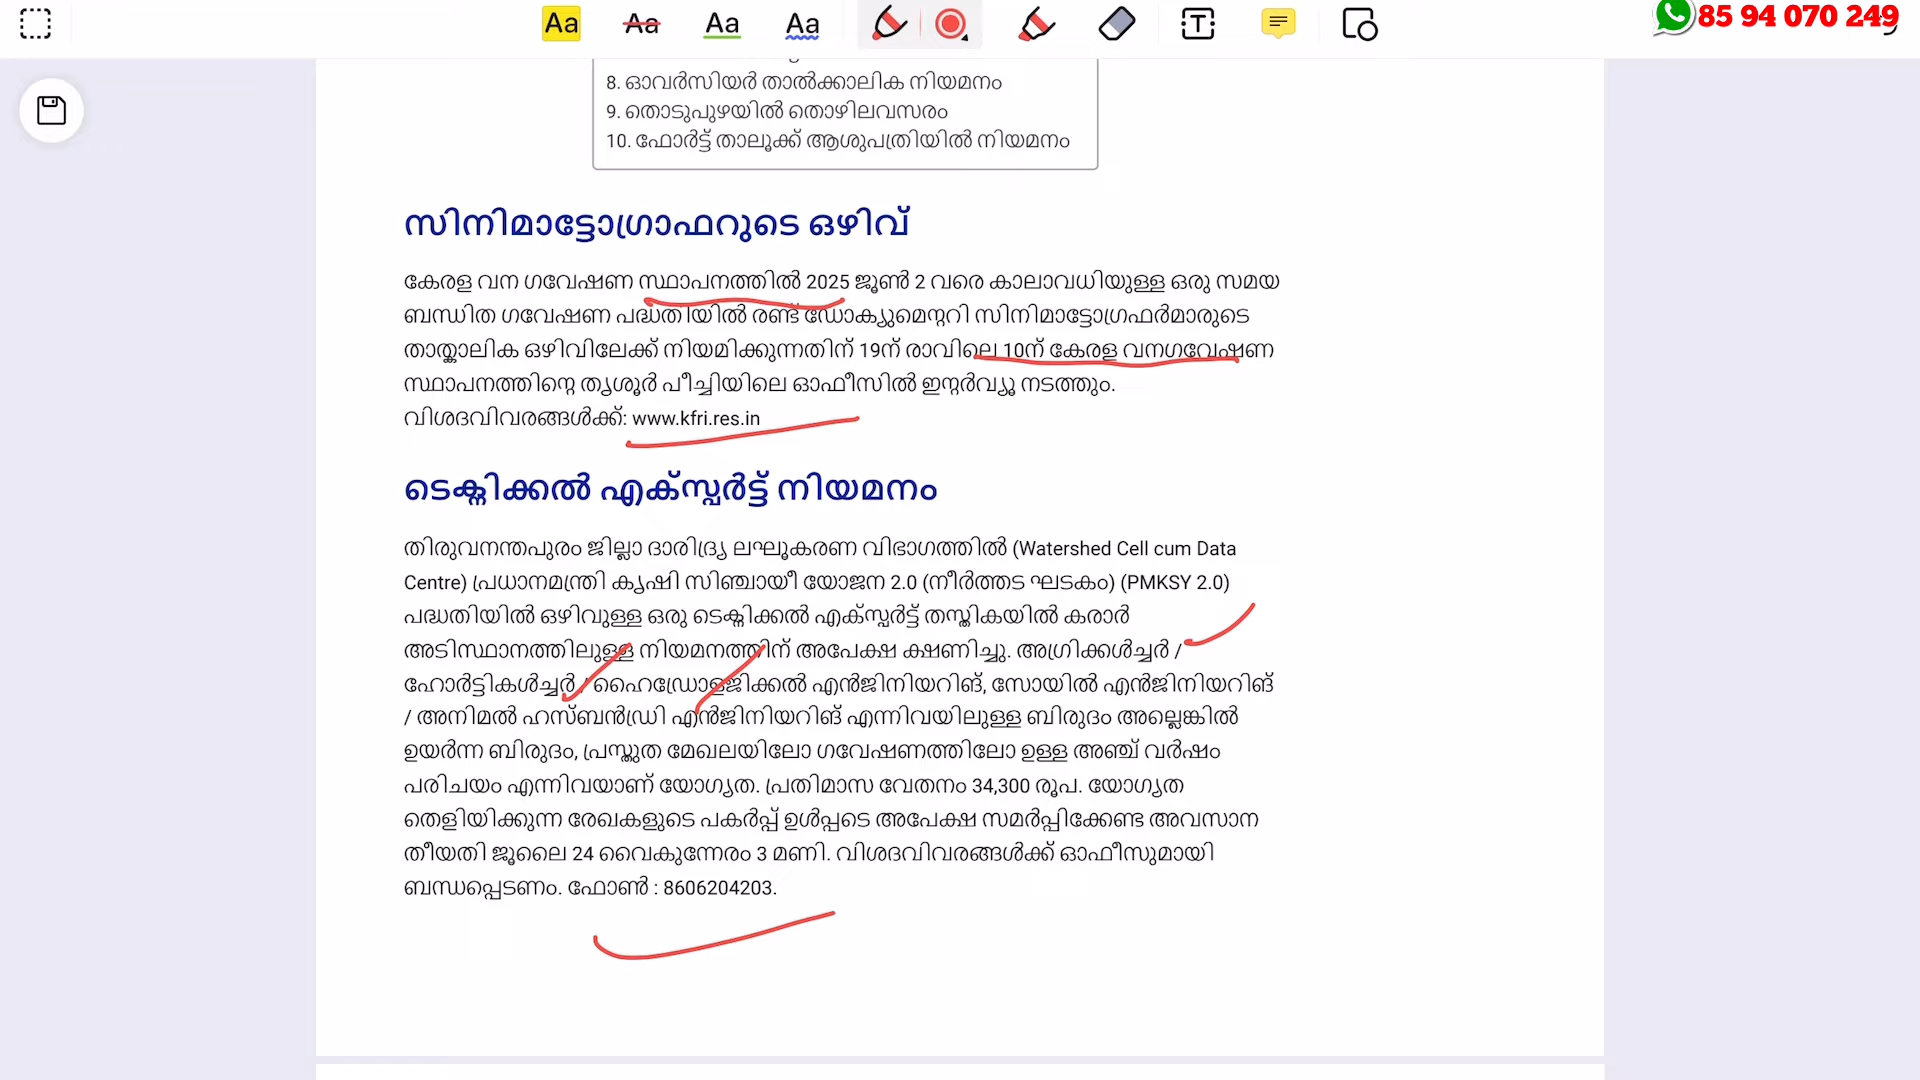 Aa Aa Aa Aa
85 94 070 249
8. ഓവർസിയർ താൽക്കാലിക നിയമനം
9. തൊടുപുഴയിൽ തൊഴിലവസരം
10. ഫോർട്ട് താലൂക്ക് ആശുപത്രിയിൽ നിയമനം
സിനിമാട്ടോഗ്രാഫറുടെ ഒഴിവ്
കേരള വന ഗവേഷണ സ്ഥാപനത്തിൽ 2025 ജൂൺ 2 വരെ കാലാവധിയുള്ള ഒരു സമയ
ബന്ധിത ഗവേഷണ പദ്ധതിയിൽ രണ്ട് ഡോക്യുമെന്ററി സിനിമാട്ടോഗ്രഫർമാരുടെ
താത്കാലിക ഒഴിവിലേക്ക് നിയമിക്കുന്നതിന് 19ന് രാവിലെ 10ന് കേരള വനഗവേഷണ
സ്ഥാപനത്തിന്റെ തൃശൂർ പീച്ചിയിലെ ഓഫീസിൽ ഇന്റർവ്യൂ നടത്തും.
വിശദവിവരങ്ങൾക്ക്: www.kfri.res.in
ടെക്നിക്കൽ എക്സ്പർട്ട് നിയമനം
തിരുവനന്തപുരം ജില്ലാ ദാരിദ്ര്യ ലഘൂകരണ വിഭാഗത്തിൽ (Watershed Cell cum Data
Centre) പ്രധാനമന്ത്രി കൃഷി സിഞ്ചായീ യോജന 2.0 (നീർത്തട ഘടകം) (PMKSY 2.0)
പദ്ധതിയിൽ ഒഴിവുള്ള ഒരു ടെക്നിക്കൽ എക്സ്പർട്ട് തസ്തികയിൽ കരാർ
അടിസ്ഥാനത്തിലുള്ള നിയമനത്തിന് അപേക്ഷ ക്ഷണിച്ചു. അഗ്രിക്കൾച്ചർ /
ഹോർട്ടികൾച്ചർ / ഹൈഡ്രോളജിക്കൽ എൻജിനിയറിങ്, സോയിൽ എൻജിനിയറിങ്
/ അനിമൽ ഹസ്ബൻഡ്രി എൻജിനിയറിങ് എന്നിവയിലുള്ള ബിരുദം അല്ലെങ്കിൽ
ഉയർന്ന ബിരുദം, പ്രസ്തുത മേഖലയിലോ ഗവേഷണത്തിലോ ഉള്ള അഞ്ച് വർഷം
പരിചയം എന്നിവയാണ് യോഗ്യത. പ്രതിമാസ വേതനം 34,300 രൂപ. യോഗ്യത
തെളിയിക്കുന്ന രേഖകളുടെ പകർപ്പ് ഉൾപ്പടെ അപേക്ഷ സമർപ്പിക്കേണ്ട അവസാന
തീയതി ജൂലൈ 24 വൈകുന്നേരം 3 മണി. വിശദവിവരങ്ങൾക്ക് ഓഫീസുമായി
ബന്ധപ്പെടണം. ഫോൺ : 8606204203.